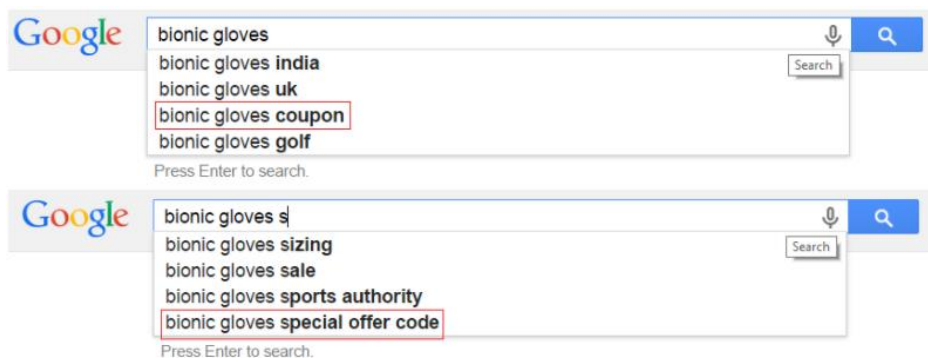 Google bionic gloves
bionic gloves india
Search
bionic gloves uk
bionic gloves coupon
bionic gloves golf
Press Enter to search.
Google bionic gloves s
bionic gloves sizing
Search
bionic gloves sale
bionic gloves sports authority
bionic gloves special offer code
Press Enter to search.